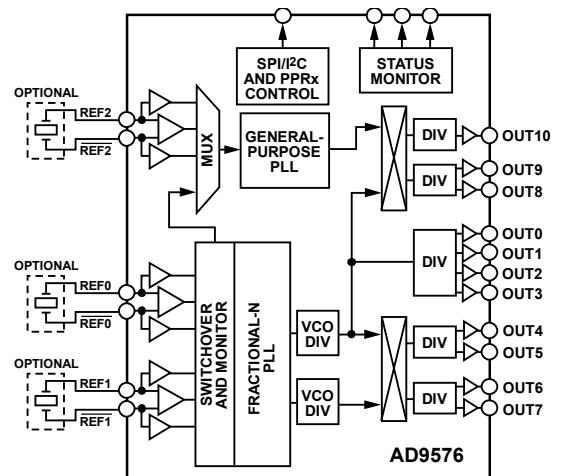 SPI/I²C
AND PPRx
CONTROL
STATUS
MONITOR
OPTIONAL
REF2
REF2
MUX
GENERAL-
PURPOSE
PLL
DIV
OUT10
DIV
OUT9
OUT8
DIV
OUT0
OUT1
OUT2
OUT3
OPTIONAL
REF0
REF0
OPTIONAL
REF1
REF1
SWITCHOVER
AND MONITOR
FRACTIONAL-N
PLL
VCO
DIV
VCO
DIV
DIV
OUT4
OUT5
DIV
OUT6
OUT7
AD9576